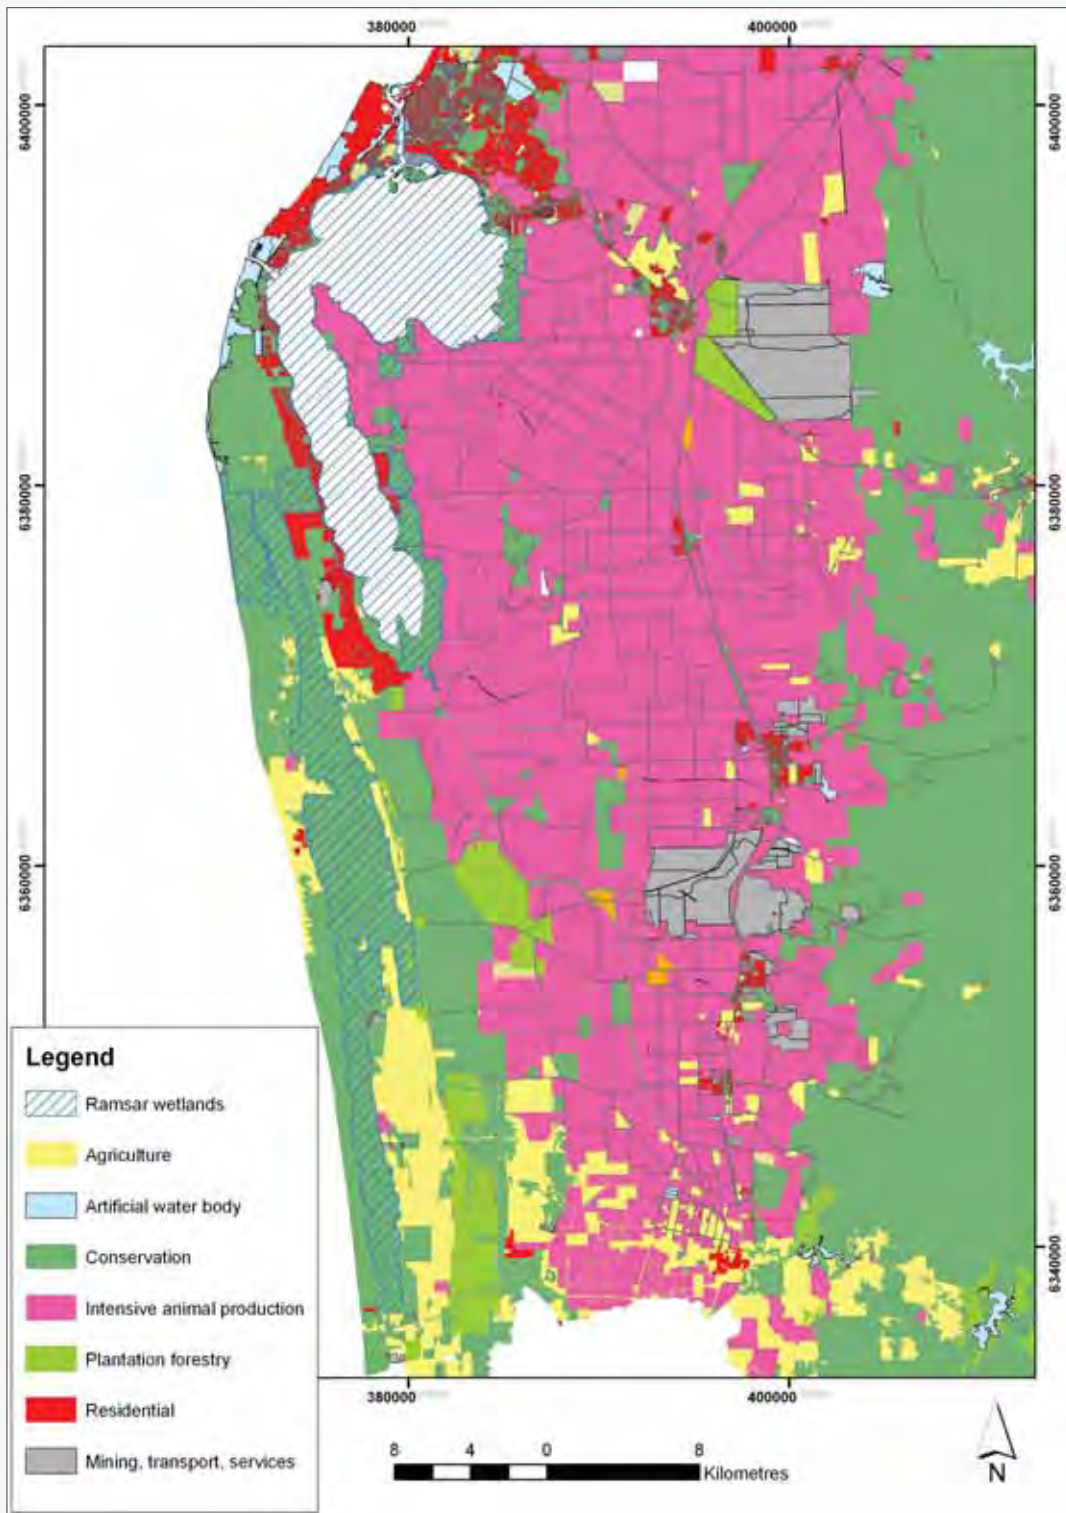 380000
400000
6400000
6400000
6380000
6380000
6360000
6360000
6340000
Legend
Ramsar wetlands
Agriculture
Artificial water body
Conservation
Intensive animal production
Plantation forestry
Residential
Mining, transport, services
380000
400000
8 4 0 8
Kilometres
N